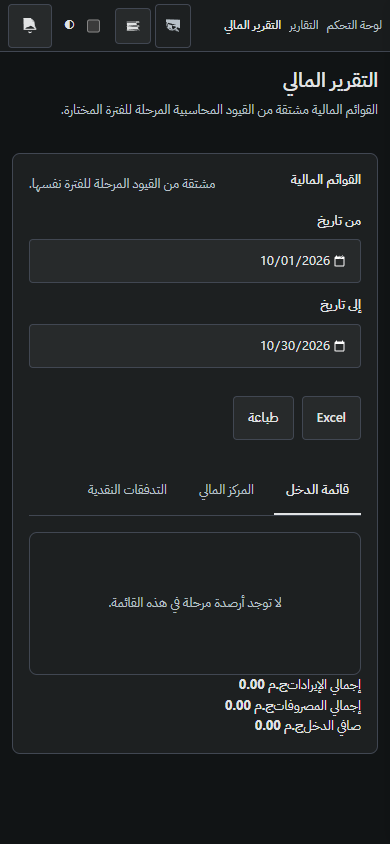 لوحة التحكم التقارير التقرير المالي
التقرير المالي
القوائم المالية مشتقة من القيود المحاسبية المرحلة للفترة المختارة.
القوائم المالية
مشتقة من القيود المرحلة للفترة نفسها.
من تاريخ
10/01/2026
إلى تاريخ
10/30/2026
Excel طباعة
قائمة الدخل المركز المالي التدفقات النقدية
لا توجد أرصدة مرحلة في هذه القائمة.
إجمالي الإيراداتج.م 0.00
إجمالي المصروفاتج.م 0.00
صافي الدخلج.م 0.00